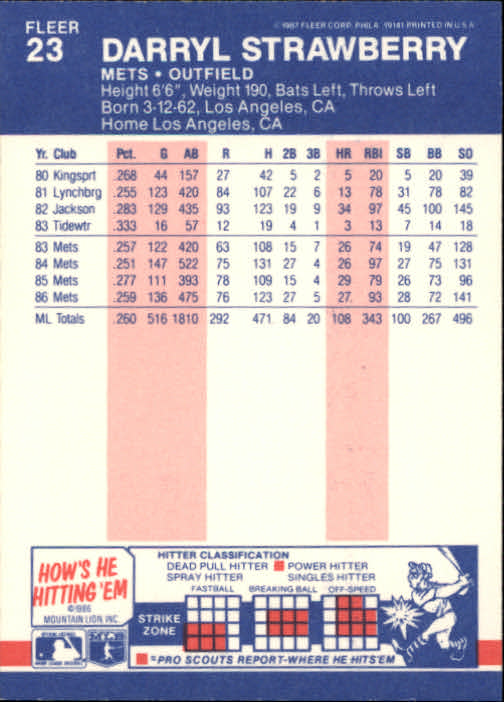 FLEER
23
DARRYL STRAWBERRY
© 1987 FLEER CORP. PHILA. 19141 PRINTED IN U.S.A.
METS • OUTFIELD
Height 6'6", Weight 190, Bats Left, Throws Left
Born 3-12-62, Los Angeles, CA
Home Los Angeles, CA
Yr. Club Pct. G AB R H 2B 3B HR RBI SB BB SO
80 Kingsprt .268 44 157 27 42 5 2 5 20 5 20 39
81 Lynchbrg .255 123 420 84 107 22 6 13 78 31 78 82
82 Jackson .283 129 435 93 123 19 9 34 97 45 100 145
83 Tidewtr .333 16 57 12 19 4 1 3 13 7 14 18
83 Mets .257 122 420 63 108 15 7 26 74 19 47 128
84 Mets .251 147 522 75 131 27 4 26 97 27 75 131
85 Mets .277 111 393 78 109 15 4 29 79 26 73 96
86 Mets .259 136 475 76 123 27 5 27 93 28 72 141
ML Totals .260 516 1810 292 471 84 20 108 343 100 267 496
HOW'S HE
HITTING 'EM
©1986
MOUNTAIN LION, INC.
HITTER CLASSIFICATION
DEAD PULL HITTER POWER HITTER
SPRAY HITTER SINGLES HITTER
FASTBALL BREAKING BALL OFF-SPEED
STRIKE
ZONE
=PRO SCOUTS REPORT-WHERE HE HITS'EM